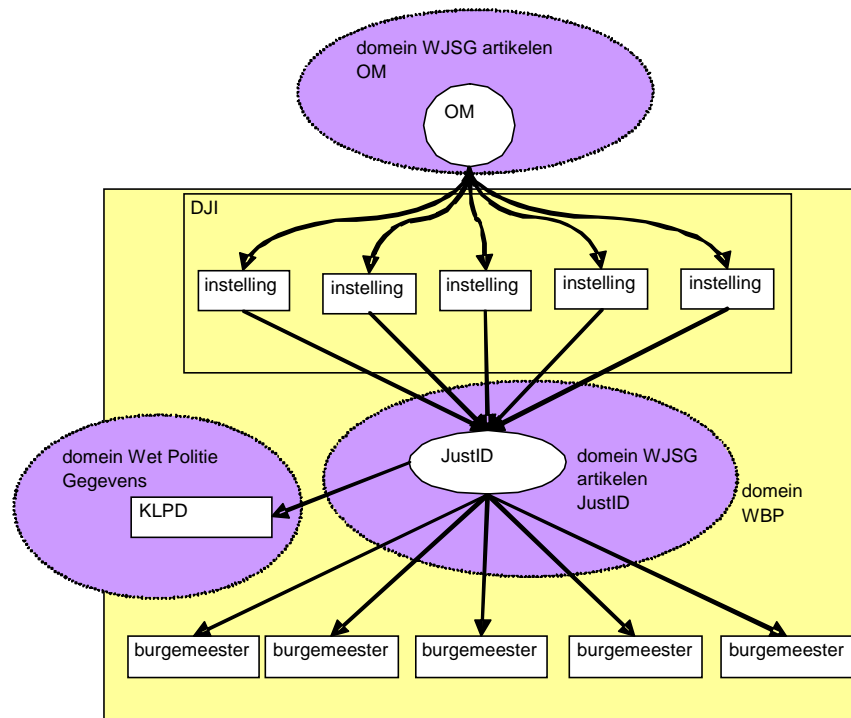 domein WJSG artikelen
OM
OM
DJI
instelling
instelling
instelling
instelling
instelling
domein Wet Politie
Gegevens
KLPD
JustID
domein WJSG
artikelen
JustID
domein
WBP
burgemeester
burgemeester
burgemeester
burgemeester
burgemeester